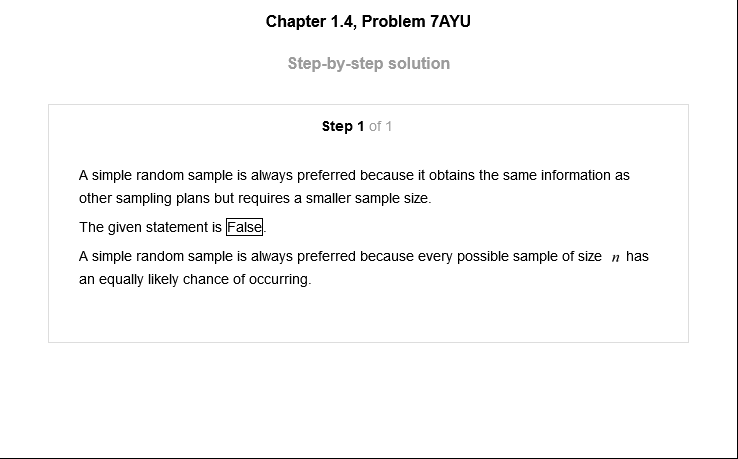 Chapter 1.4, Problem 7AYU
Step-by-step solution
Step 1 of 1
A simple random sample is always preferred because it obtains the same information as
other sampling plans but requires a smaller sample size.
The given statement is False.
A simple random sample is always preferred because every possible sample of size n has
an equally likely chance of occurring.